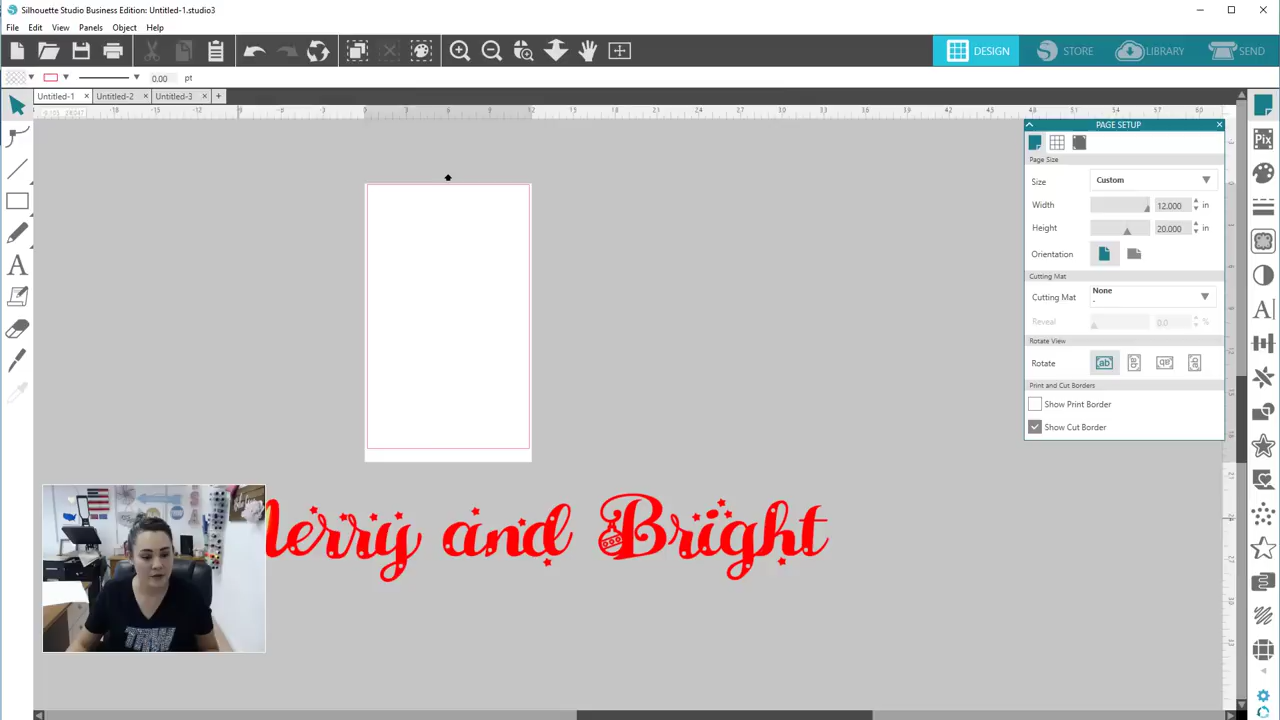 Silhouette Studio Business Edition: Untitled-1.studio3
File Edit View Panels Object Help
DESIGN STORE LIBRARY SEND
0.00 pt
Untitled-1 Untitled-2 Untitled-3
PAGE SETUP
Page Size
Size Custom
Width 12.000 in
Height 20.000 in
Orientation
Cutting Mat
Cutting Mat None
-
Reveal 0.0 %
Rotate View
Rotate
Print and Cut Borders
Show Print Border
Show Cut Border
erry and Bright